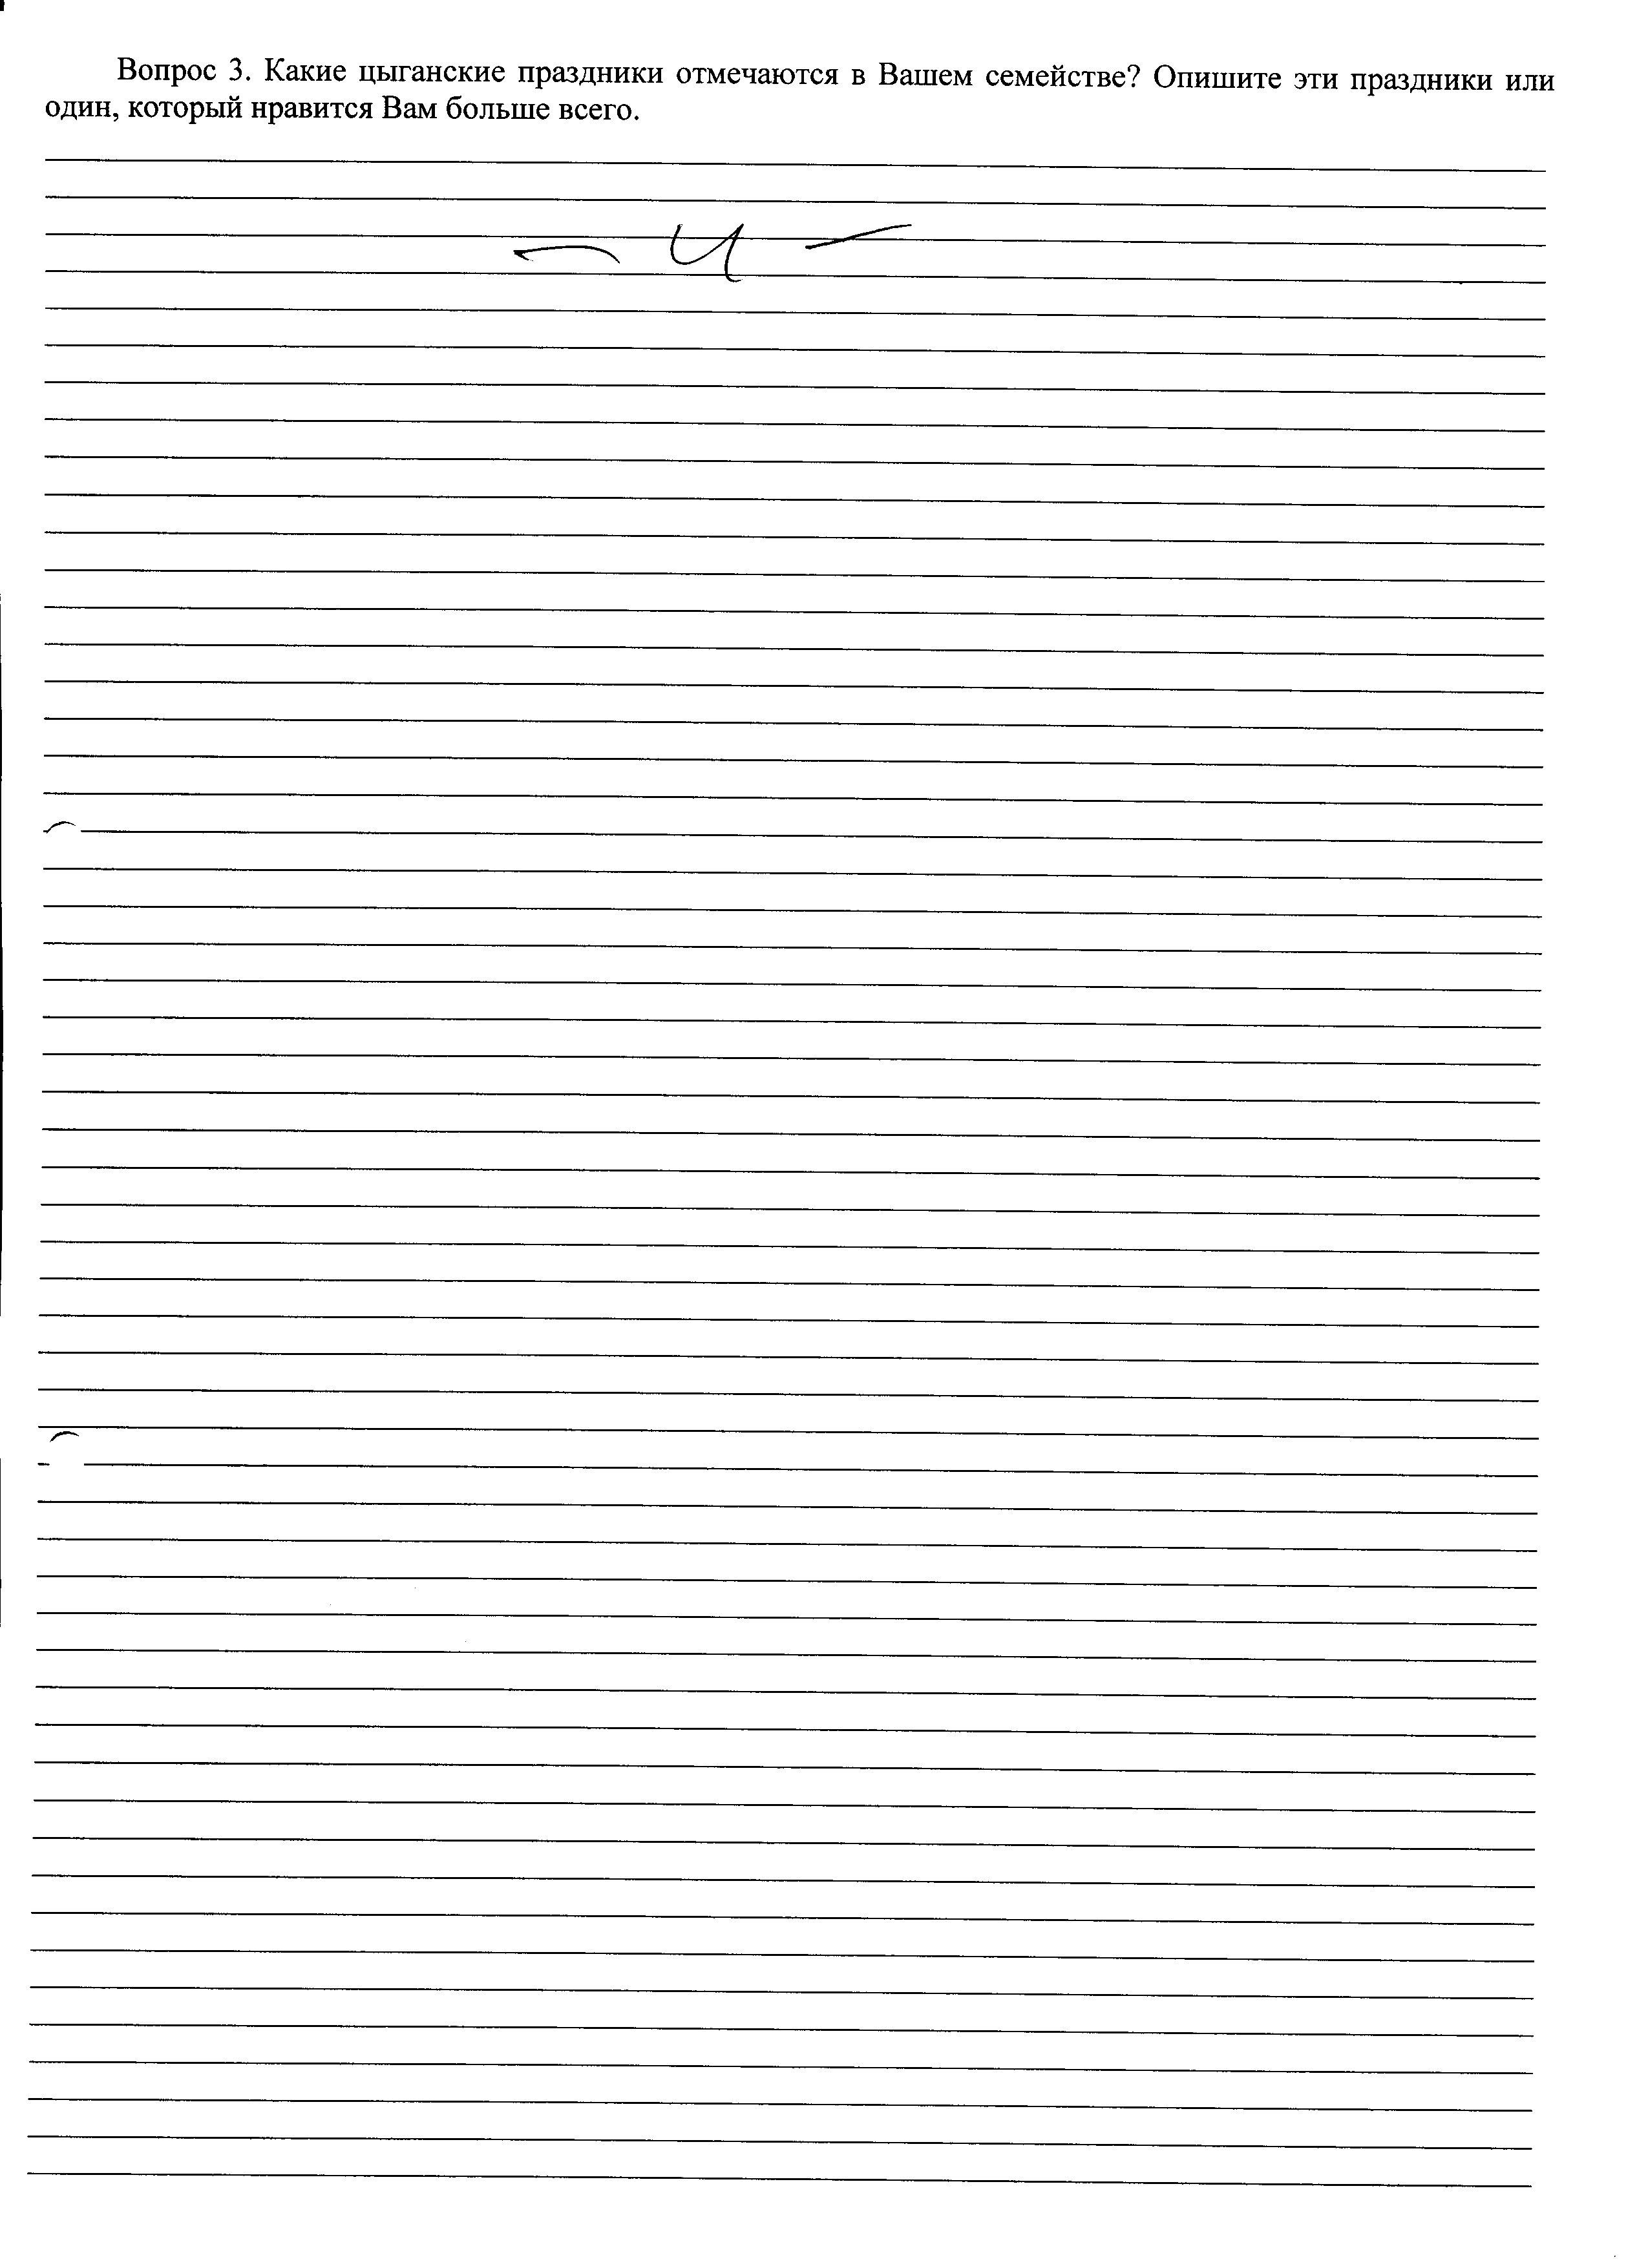 Вопрос 3. Какие цыганские праздники отмечаются в Вашем семействе? Опишите эти праздники или
один, который нравится Вам больше всего.
— и —